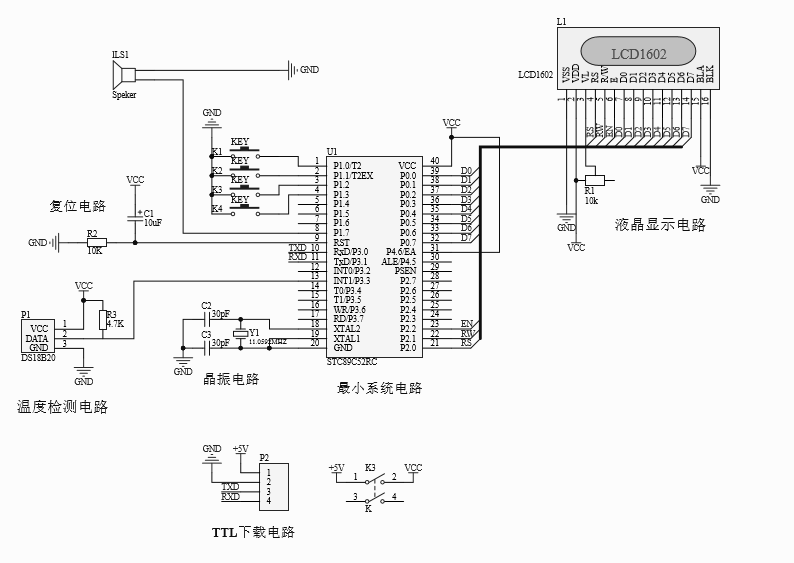 L1
LCD1602
LCD1602
VSS
VDD
VL
RS
R/W
E
D0
D1
D2
D3
D4
D5
D6
D7
BLA
BLK
1
2
3
4
5
6
7
8
9
10
11
12
13
14
15
16
RS
RW
EN
D0
D1
D2
D3
D4
D5
D6
D7
R1
10k
VCC
GND
GND
VCC
液晶显示电路
ILS1
Speker
GND
GND
K1 KEY
K2 KEY
K3 KEY
K4 KEY
VCC
复位电路
C1
10uF
R2
10K
GND
U1
VCC
1 P1.0/T2
2 P1.1/T2EX
3 P1.2
4 P1.3
5 P1.4
6 P1.5
7 P1.6
8 P1.7
9 RST
TXD 10 RxD/P3.0
RXD 11 TxD/P3.1
12 INT0/P3.2
13 INT1/P3.3
14 T0/P3.4
15 T1/P3.5
16 WR/P3.6
17 RD/P3.7
18 XTAL2
19 XTAL1
20 GND
VCC 40
P0.0 39 D0
P0.1 38 D1
P0.2 37 D2
P0.3 36 D3
P0.4 35 D4
P0.5 34 D5
P0.6 33 D6
P0.7 32 D7
P4.6/EA 31
ALE/P4.5 30
PSEN 29
P2.7 28
P2.6 27
P2.5 26
P2.4 25
P2.3 24
P2.2 23 EN
P2.1 22 RW
P2.0 21 RS
STC89C52RC
最小系统电路
VCC
P1
VCC 1
DATA 2
GND 3
DS18B20
R3
4.7K
GND
温度检测电路
C2
30pF
C3
30pF
Y1
11.0592MHZ
GND
晶振电路
GND
+5V
P2
1
2
TXD 3
RXD 4
TTL下载电路
+5V
K3
VCC
1 2
3 4
K